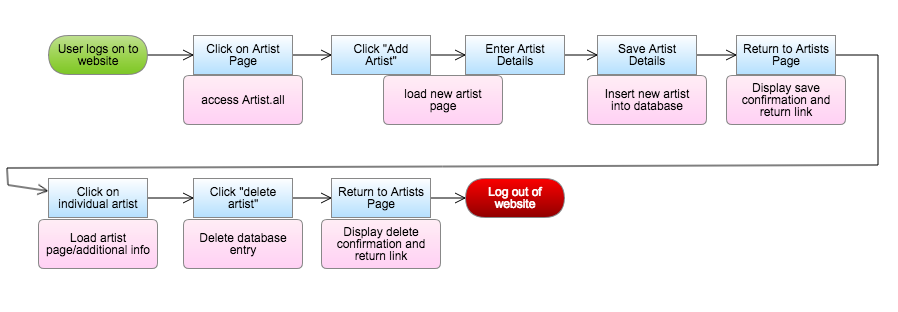 User logs on to
website
Click on Artist
Page
Click "Add
Artist"
Enter Artist
Details
Save Artist
Details
Return to Artists
Page
access Artist.all
load new artist
page
Insert new artist
into database
Display save
confirmation and
return link
Click on
individual artist
Click "delete
artist"
Return to Artists
Page
Log out of
website
Load artist
page/additional info
Delete database
entry
Display delete
confirmation and
return link